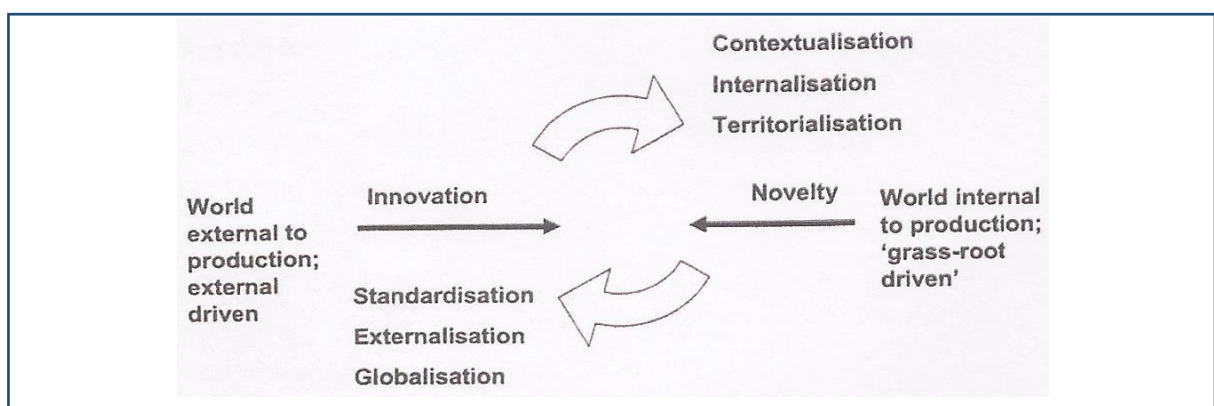 Contextualisation
Internalisation
Territorialisation
Innovation
World
external to
production;
external
driven
Standardisation
Externalisation
Globalisation
Novelty
World internal
to production;
‘grass-root
driven’